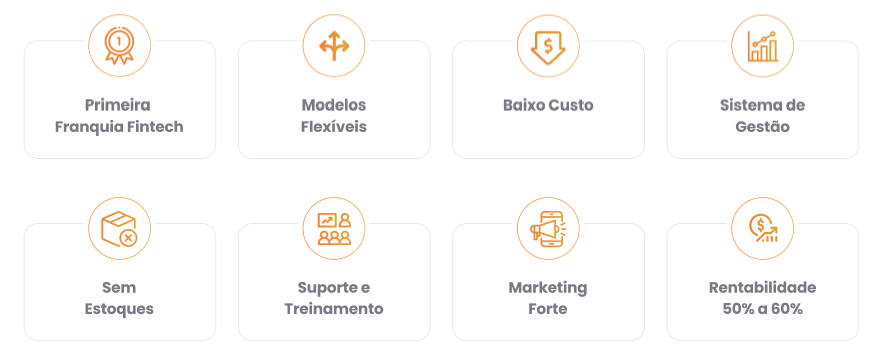 1
Primeira
Franquia Fintech
Modelos
Flexíveis
$
Baixo Custo
Sistema de
Gestão
Sem
Estoques
Suporte e
Treinamento
Marketing
Forte
$
Rentabilidade
50% a 60%